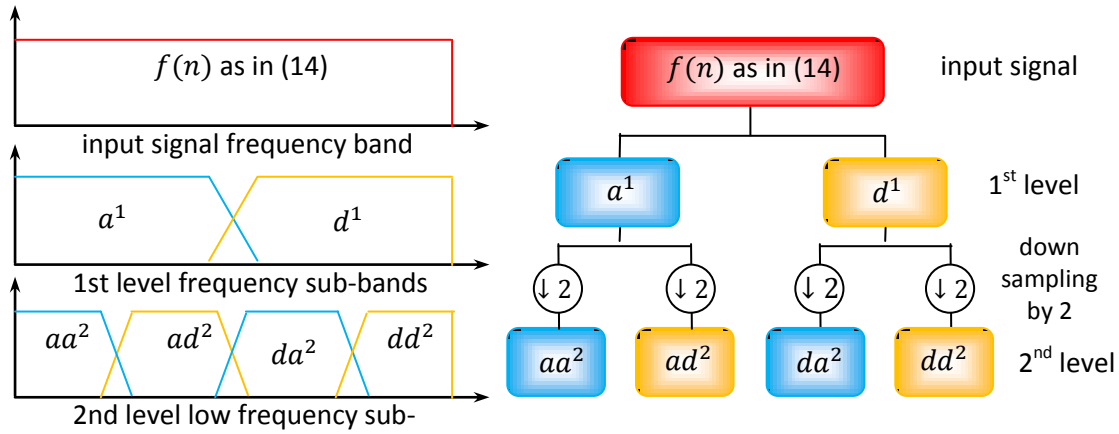 f(n) as in (14)
input signal frequency band
a¹
d¹
1st level frequency sub-bands
aa²
ad²
da²
dd²
2nd level low frequency sub-
f(n) as in (14)
input signal
a¹
d¹
1st level
↓ 2
↓ 2
↓ 2
↓ 2
down
sampling
by 2
aa²
ad²
da²
dd²
2nd level